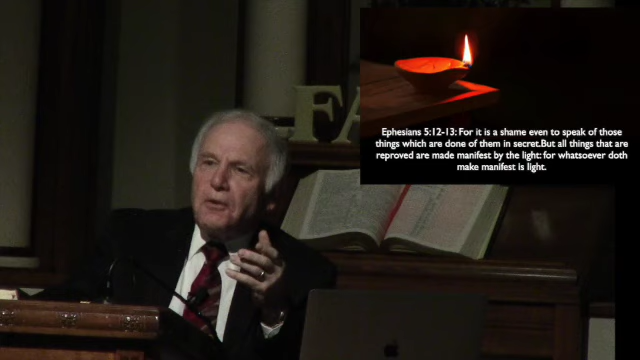 Ephesians 5:12-13: For it is a shame even to speak of those
things which are done of them in secret.But all things that are
reproved are made manifest by the light: for whatsoever doth
make manifest is light.
FA